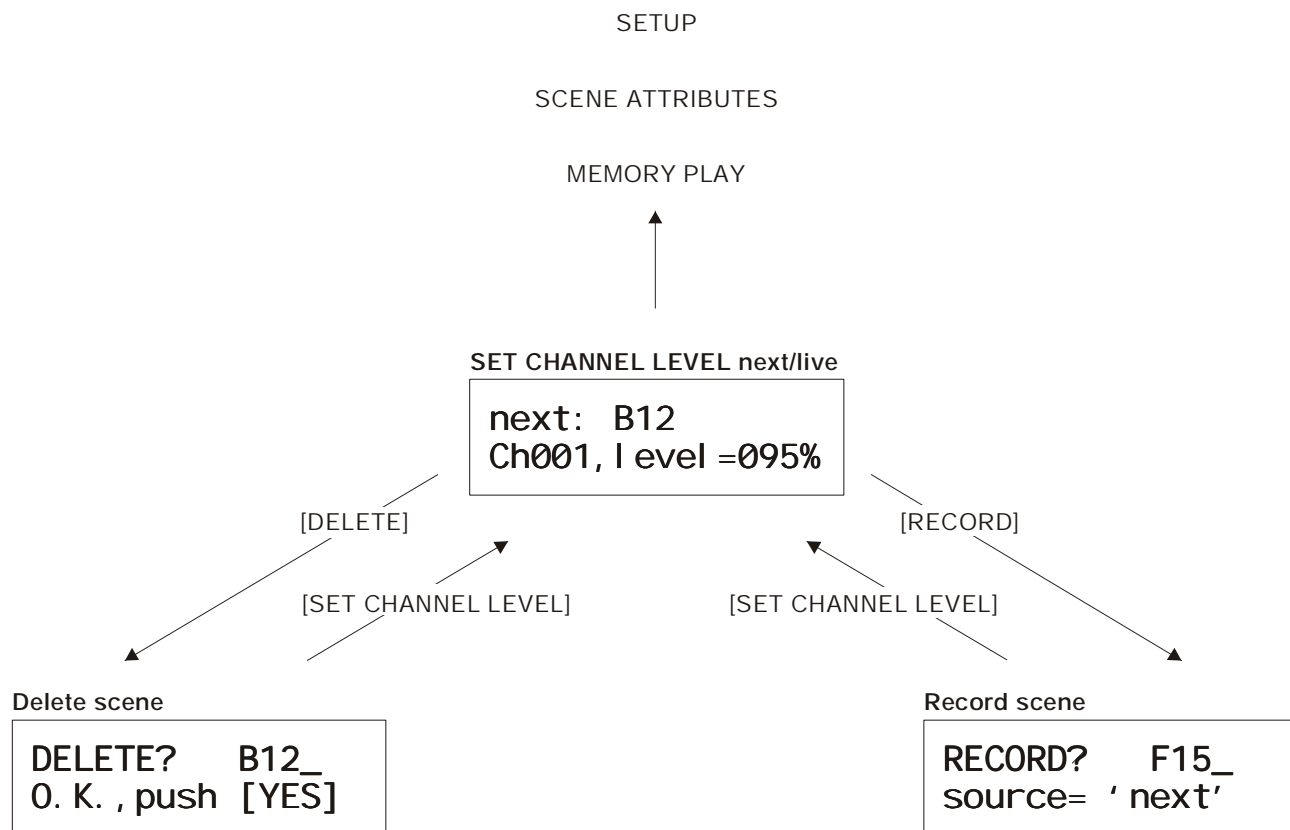 SETUP
SCENE ATTRIBUTES
MEMORY PLAY
SET CHANNEL LEVEL next/live
next: B12
Ch001,level=095%
[DELETE]
[RECORD]
[SET CHANNEL LEVEL]
[SET CHANNEL LEVEL]
Delete scene
DELETE? B12_
O.K.,push [YES]
Record scene
RECORD? F15_
source= ‘next’